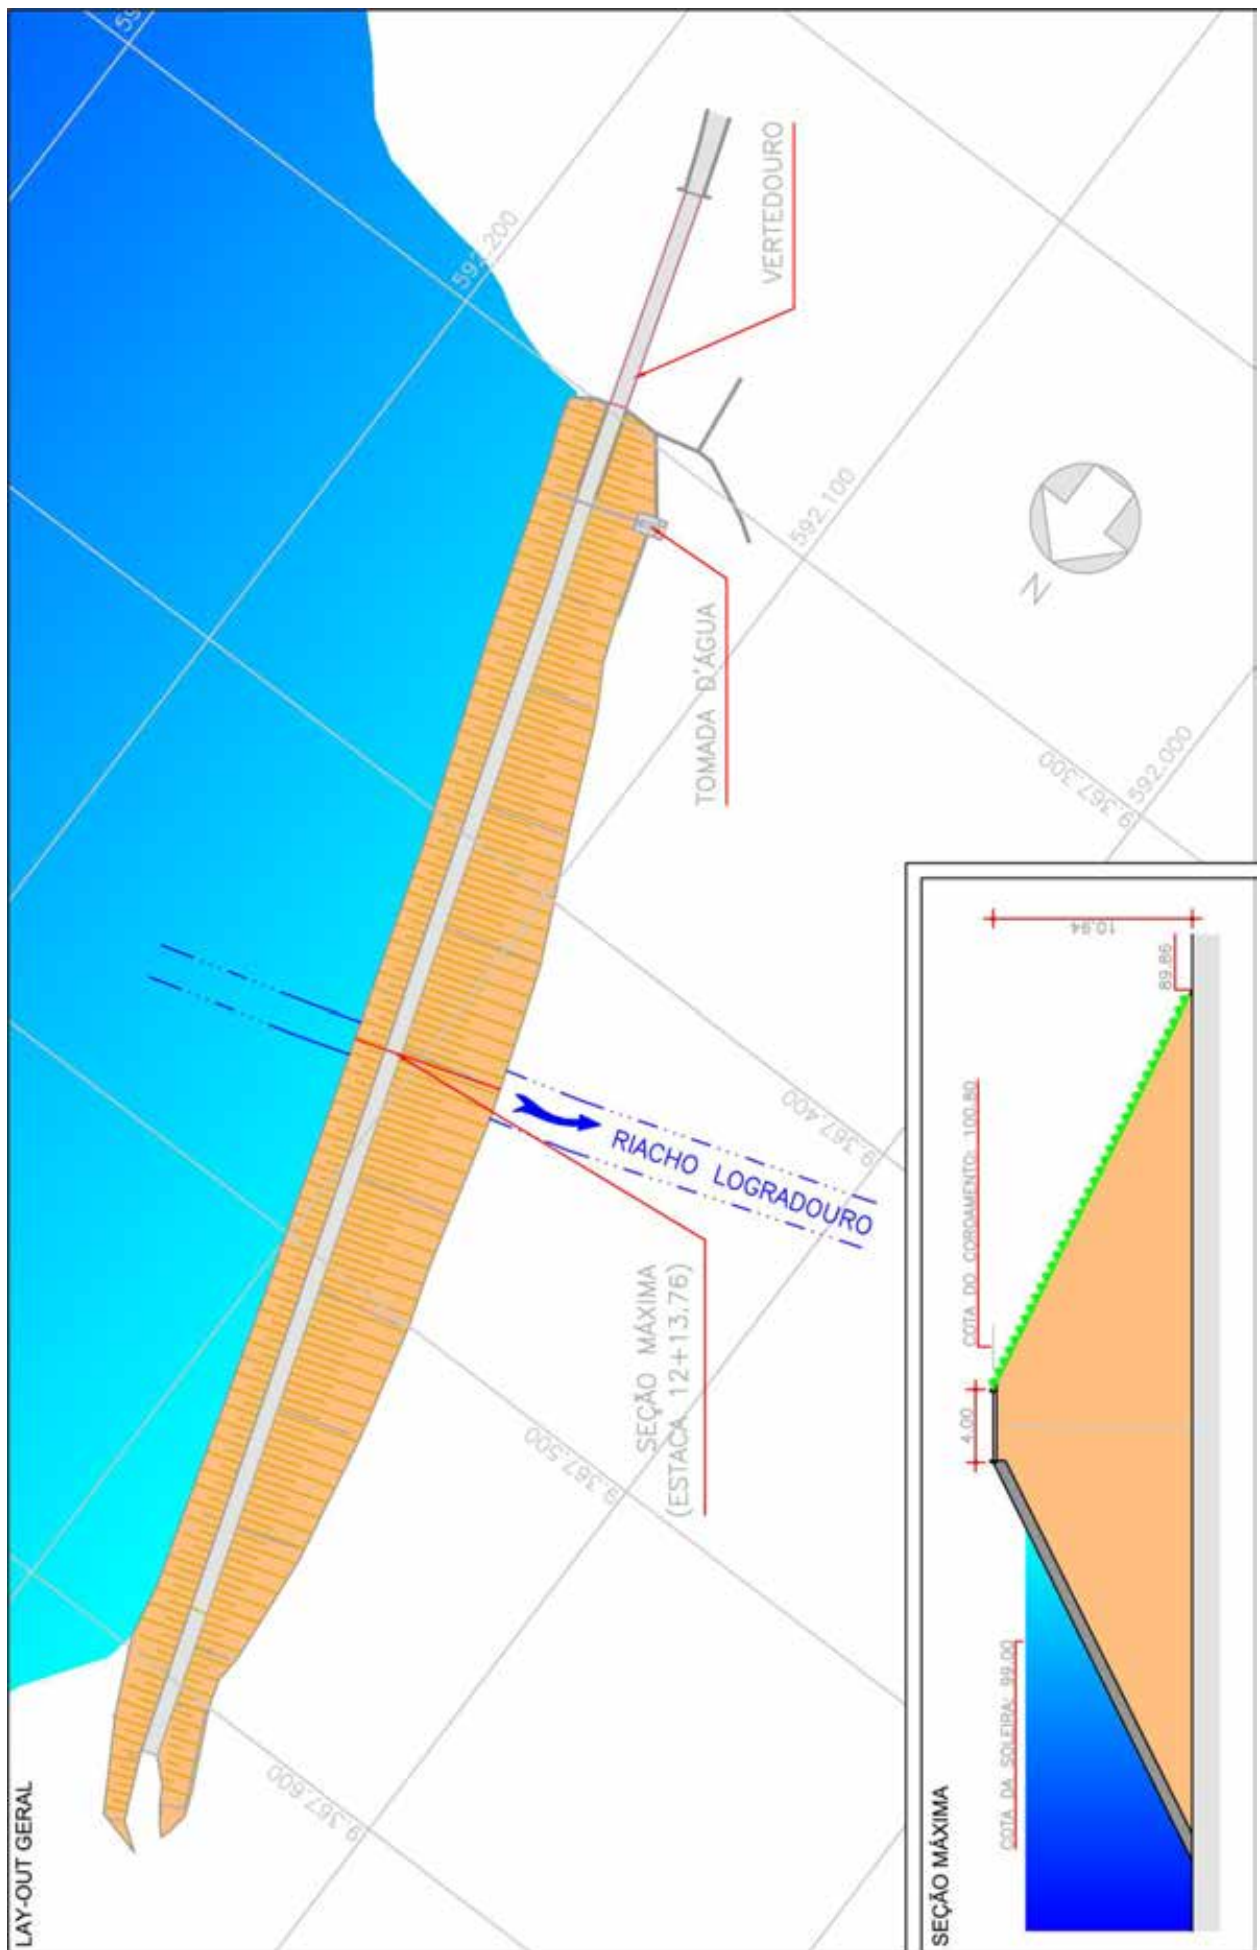 LAY-OUT GERAL
592.200
592.100
592.000
VERTEDOURO
TOMADA D'ÁGUA
N
9.367.300
9.367.400
9.367.500
9.367.600
RIACHO LOGRADOURO
SEÇÃO MÁXIMA
(ESTACA 12+13,76)
SEÇÃO MÁXIMA
COTA DA SOLEIRA: 99.00
4.00
COTA DO COROAMENTO: 100.80
89.86
10.94